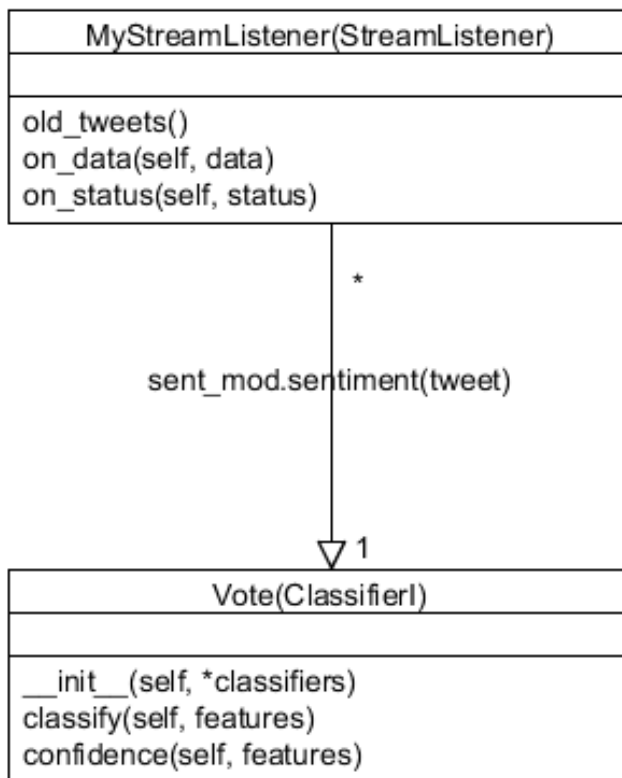 MyStreamListener(StreamListener)
old_tweets()
on_data(self, data)
on_status(self, status)
*
sent_mod.sentiment(tweet)
1
Vote(ClassifierI)
__init__(self, *classifiers)
classify(self, features)
confidence(self, features)